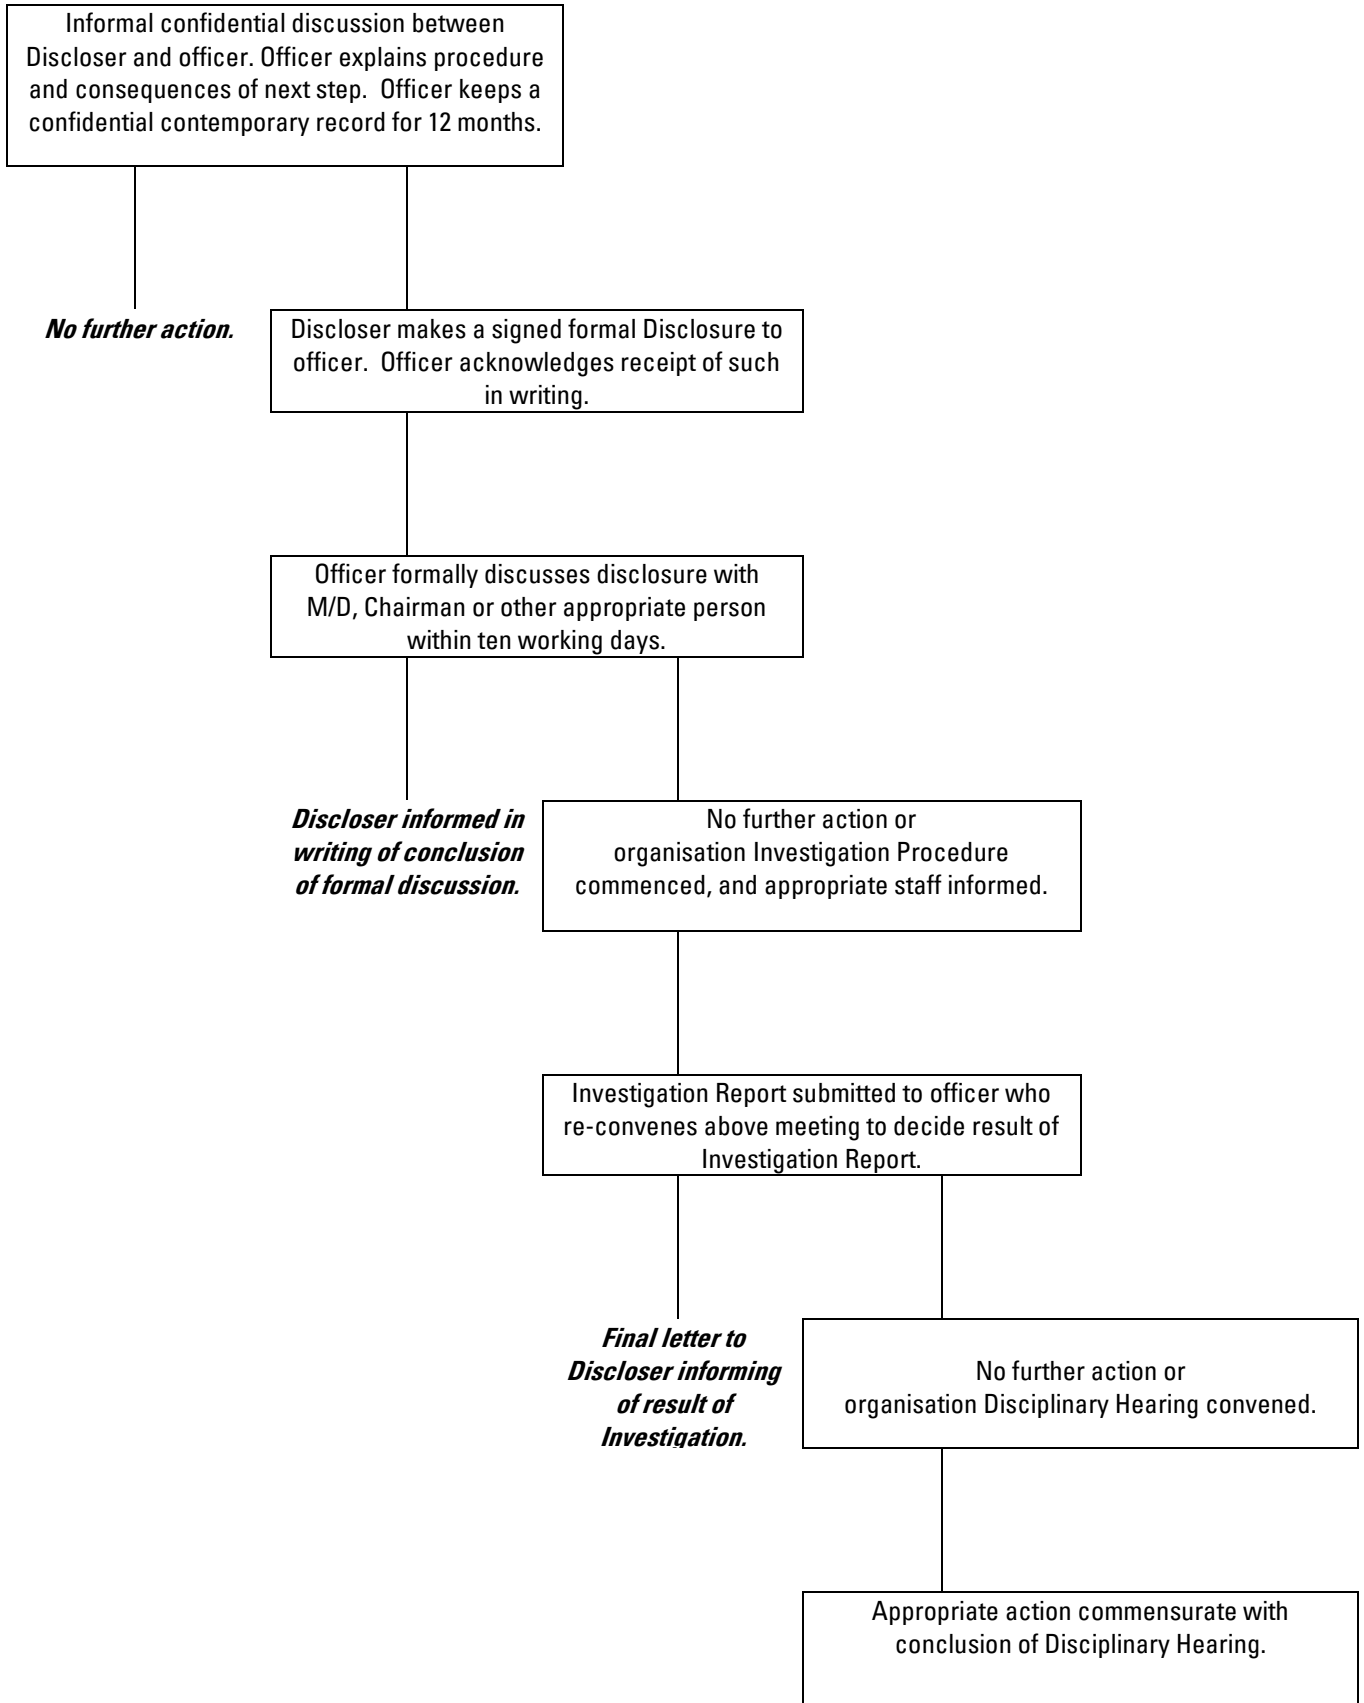 Informal confidential discussion between
Discloser and officer. Officer explains procedure
and consequences of next step.  Officer keeps a
confidential contemporary record for 12 months.
No further action.
Discloser makes a signed formal Disclosure to
officer.  Officer acknowledges receipt of such
in writing.
Officer formally discusses disclosure with
M/D, Chairman or other appropriate person
within ten working days.
Discloser informed in
writing of conclusion
of formal discussion.
No further action or
organisation Investigation Procedure
commenced, and appropriate staff informed.
Investigation Report submitted to officer who
re-convenes above meeting to decide result of
Investigation Report.
Final letter to
Discloser informing
of result of
Investigation.
No further action or
organisation Disciplinary Hearing convened.
Appropriate action commensurate with
conclusion of Disciplinary Hearing.